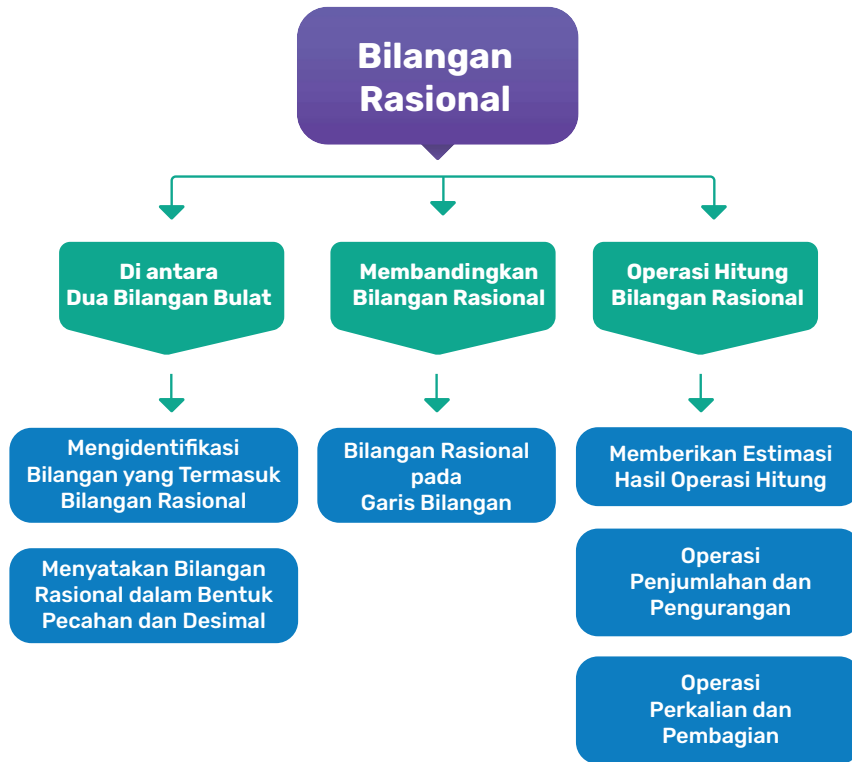 Bilangan
Rasional
Di antara
Dua Bilangan Bulat
Membandingkan
Bilangan Rasional
Operasi Hitung
Bilangan Rasional
Mengidentifikasi
Bilangan yang Termasuk
Bilangan Rasional
Menyatakan Bilangan
Rasional dalam Bentuk
Pecahan dan Desimal
Bilangan Rasional
pada
Garis Bilangan
Memberikan Estimasi
Hasil Operasi Hitung
Operasi
Penjumlahan dan
Pengurangan
Operasi
Perkalian dan
Pembagian